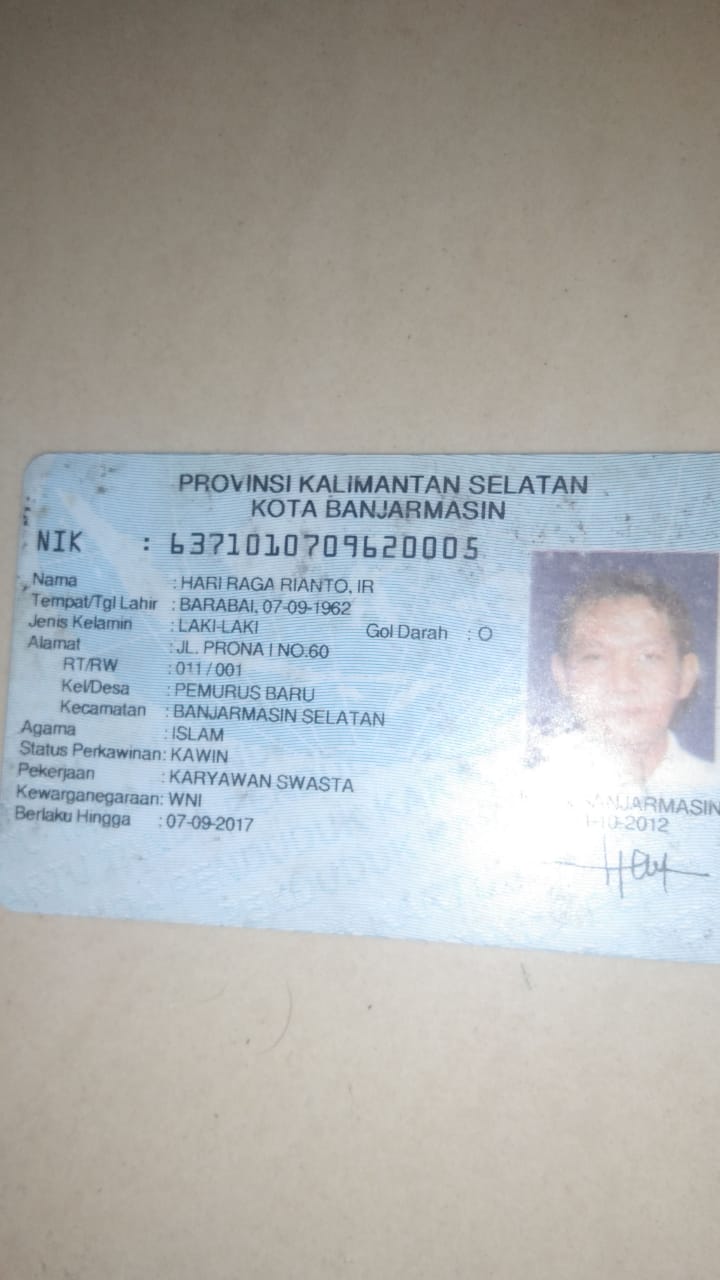 PROVINSI KALIMANTAN SELATAN
KOTA BANJARMASIN
NIK : 6371010709620005
Nama : HARI RAGA RIANTO, IR
Tempat/Tgl Lahir : BARABAI, 07-09-1962
Jenis Kelamin : LAKI-LAKI Gol Darah : O
Alamat : JL. PRONA I NO.60
RT/RW : 011/001
Kel/Desa : PEMURUS BARU
Kecamatan : BANJARMASIN SELATAN
Agama : ISLAM
Status Perkawinan: KAWIN
Pekerjaan : KARYAWAN SWASTA
Kewarganegaraan: WNI
Berlaku Hingga : 07-09-2017
BANJARMASIN
-10-2012